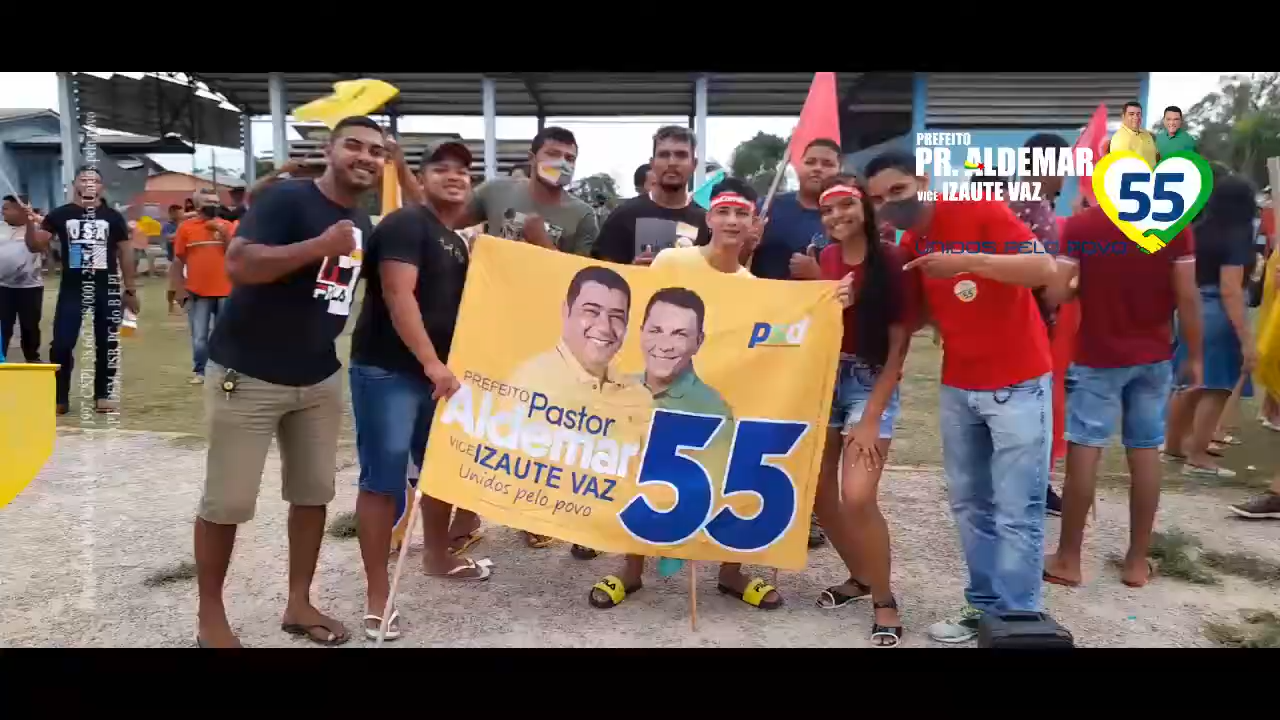 PREFEITO
PR. ALDEMAR
VICE IZAUTE VAZ
55
UNIDOS PELO POVO
USA
psd
PREFEITO Pastor
Aldemar
VICE IZAUTE VAZ
Unidos pelo povo
55